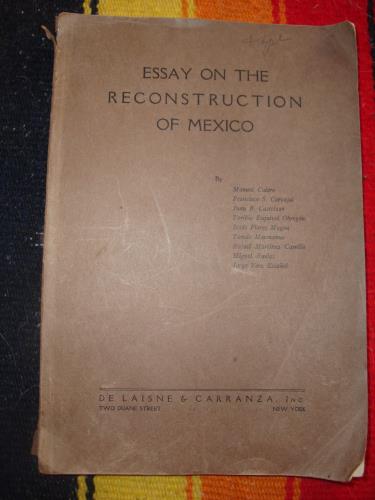 ESSAY ON THE
RECONSTRUCTION
OF MEXICO
By
Manuel Calero
Francisco S. Carvajal
Juan B. Castelazo
Toribio Esquivel Obregón
Jesús Flores Magón
Tomás Macmanus
Rafael Martínez Carrillo
Miguel
Jorge Vera Estañol
DE LAISNE & CARRANZA, Inc.
TWO DUANE STREET NEW YORK